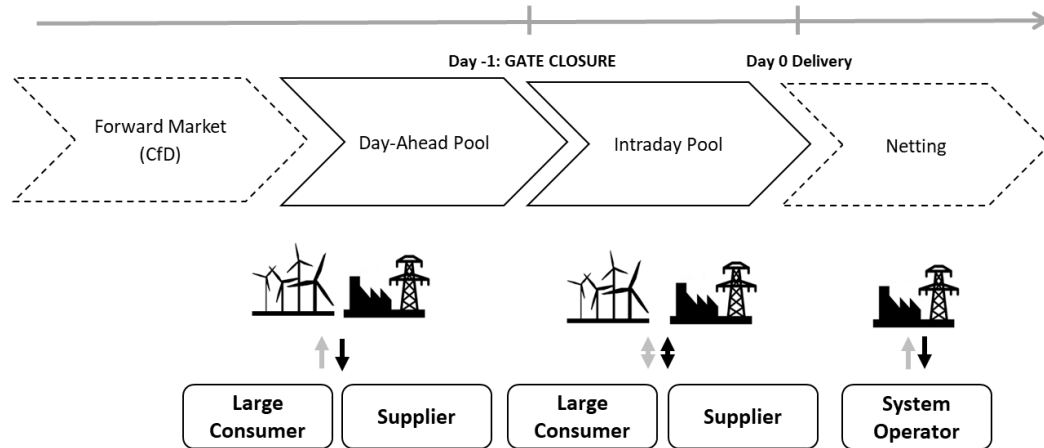 Day -1: GATE CLOSURE
Day 0 Delivery
Forward Market
(CfD)
Day-Ahead Pool
Intraday Pool
Netting
Large
Consumer
Supplier
Large
Consumer
Supplier
System
Operator